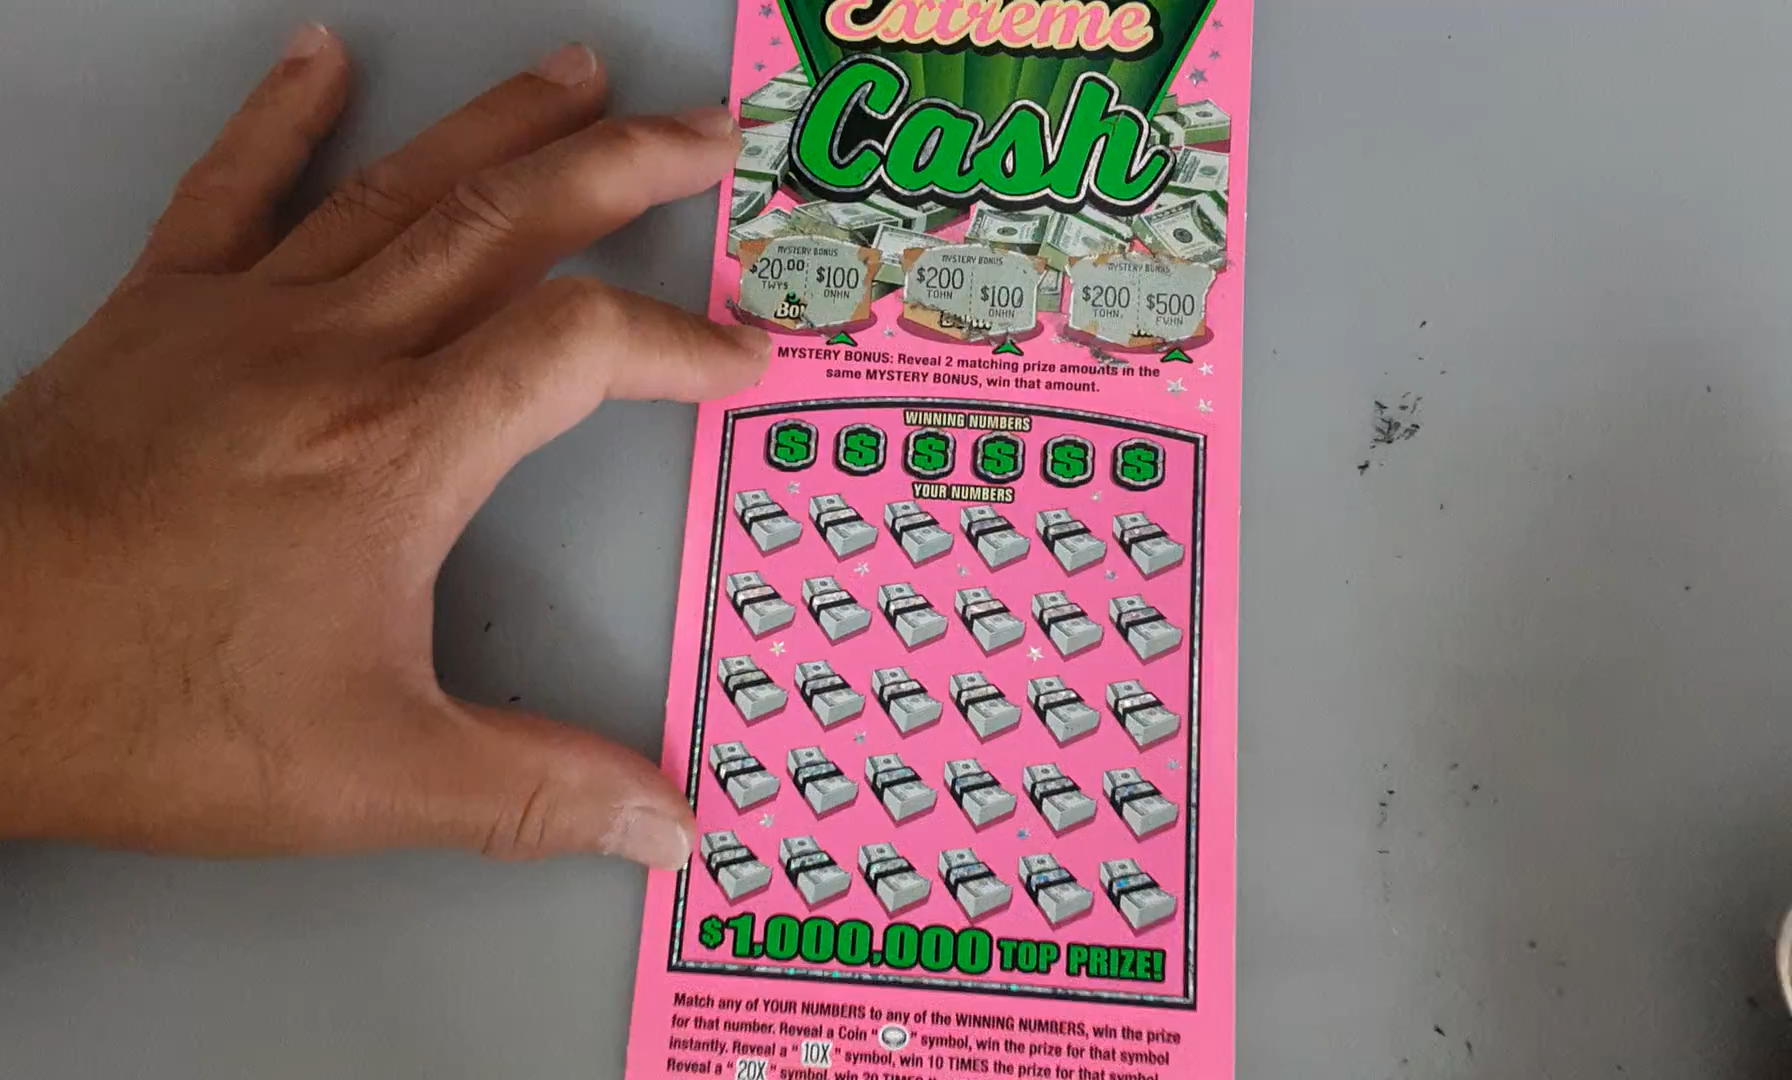 Extreme
Cash
MYSTERY BONUS
$20.00 $100
TWYS ONHN
MYSTERY BONUS
$200 $100
TOHN ONHN
MYSTERY BONUS
$200 $500
TOHN FVHN
MYSTERY BONUS: Reveal 2 matching prize amounts in the
same MYSTERY BONUS, win that amount.
WINNING NUMBERS
$ $ $ $ $ $
YOUR NUMBERS
$1,000,000 TOP PRIZE!
Match any of YOUR NUMBERS to any of the WINNING NUMBERS, win the prize
for that number. Reveal a Coin " " symbol, win the prize for that symbol
instantly. Reveal a "10X" symbol, win 10 TIMES the prize for that symbol.
Reveal a "20X" symbol, win 20 TIMES